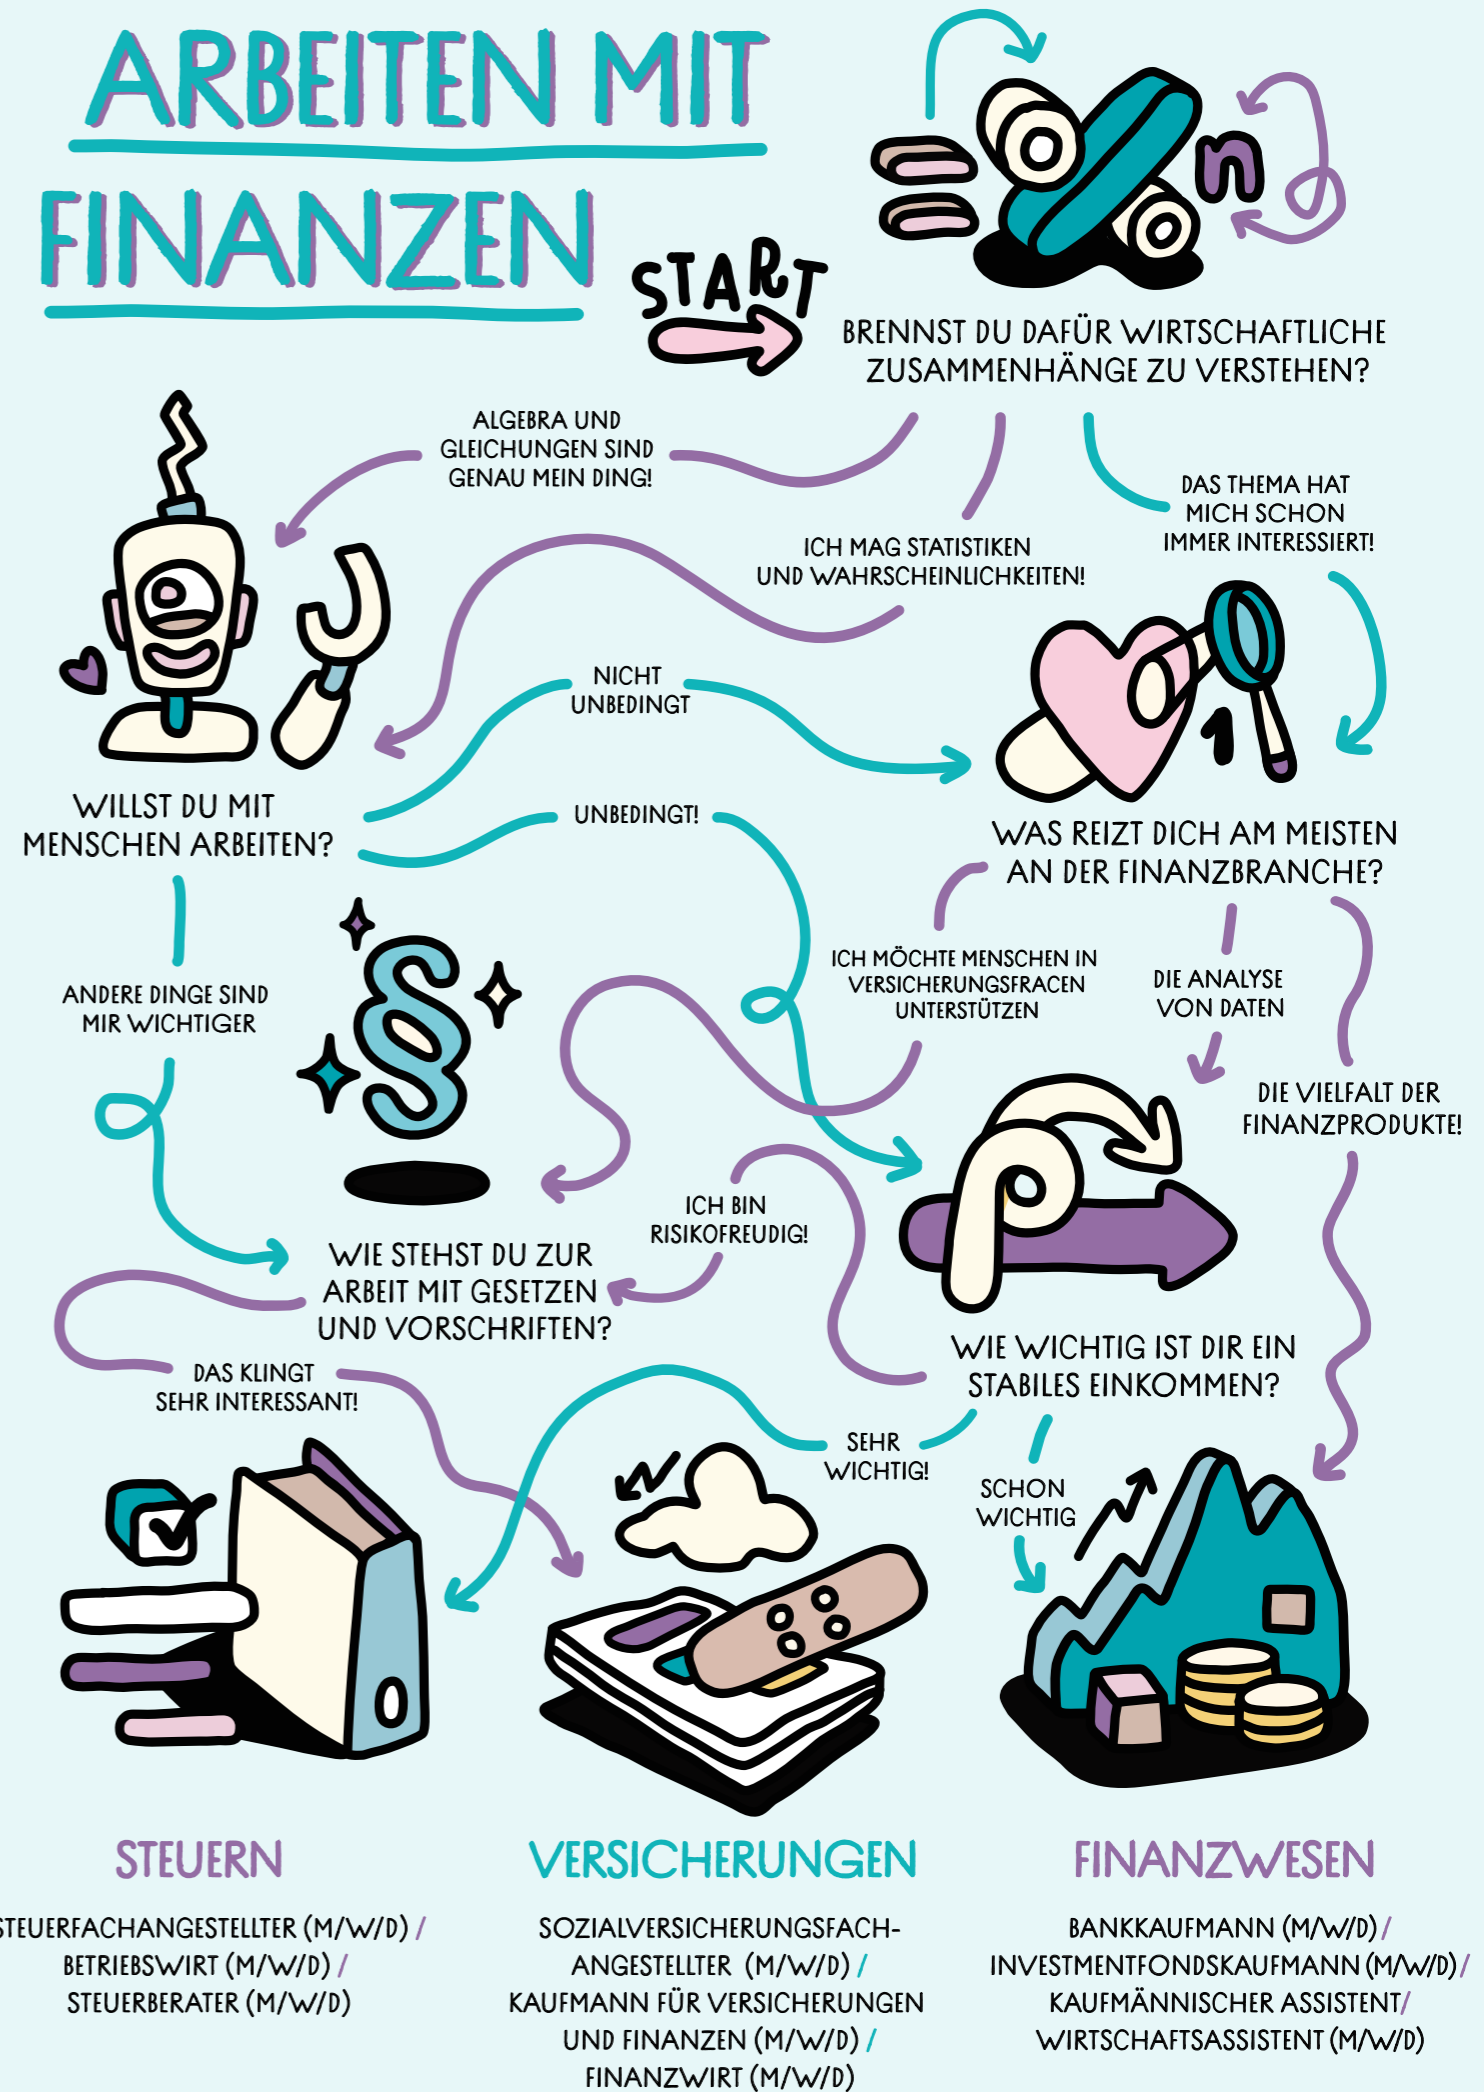 ARBEITEN MIT
FINANZEN
START
BRENNST DU DAFÜR WIRTSCHAFTLICHE
ZUSAMMENHÄNGE ZU VERSTEHEN?
ALGEBRA UND
GLEICHUNGEN SIND
GENAU MEIN DING!
ICH MAG STATISTIKEN
UND WAHRSCHEINLICHKEITEN!
DAS THEMA HAT
MICH SCHON
IMMER INTERESSIERT!
NICHT
UNBEDINGT
WILLST DU MIT
MENSCHEN ARBEITEN?
UNBEDINGT!
1
WAS REIZT DICH AM MEISTEN
AN DER FINANZBRANCHE?
ANDERE DINGE SIND
MIR WICHTIGER
§
ICH MÖCHTE MENSCHEN IN
VERSICHERUNGSFRACEN
UNTERSTÜTZEN
DIE ANALYSE
VON DATEN
DIE VIELFALT DER
FINANZPRODUKTE!
ICH BIN
RISIKOFREUDIG!
WIE STEHST DU ZUR
ARBEIT MIT GESETZEN
UND VORSCHRIFTEN?
WIE WICHTIG IST DIR EIN
STABILES EINKOMMEN?
DAS KLINGT
SEHR INTERESSANT!
SEHR
WICHTIG!
SCHON
WICHTIG
STEUERN
STEUERFACHANGESTELLTER (M/W/D) /
BETRIEBSWIRT (M/W/D) /
STEUERBERATER (M/W/D)
VERSICHERUNGEN
SOZIALVERSICHERUNGSFACH-
ANGESTELLTER (M/W/D) /
KAUFMANN FÜR VERSICHERUNGEN
UND FINANZEN (M/W/D) /
FINANZWIRT (M/W/D)
FINANZWESEN
BANKKAUFMANN (M/W/D) /
INVESTMENTFONDSKAUFMANN (M/W/D) /
KAUFMÄNNISCHER ASSISTENT/
WIRTSCHAFTSASSISTENT (M/W/D)